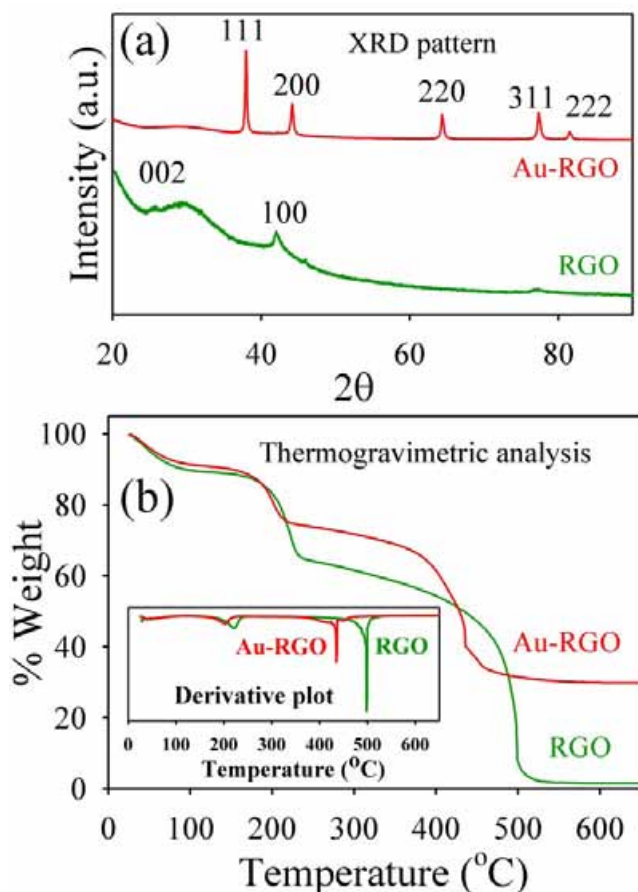 (a)
XRD pattern
111
200
220
311
222
Au-RGO
002
100
RGO
Intensity (a.u.)
20 40 60 80
2θ
(b)
Thermogravimetric analysis
100
80
60
40
20
0
% Weight
Au-RGO
RGO
Au-RGO RGO
Derivative plot
0 100 200 300 400 500 600
Temperature (°C)
0 100 200 300 400 500 600
Temperature (°C)